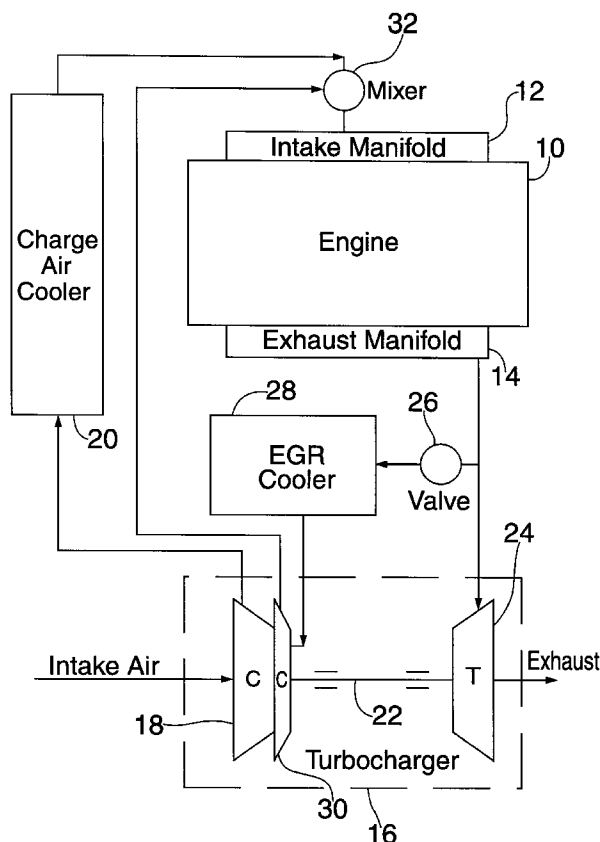 32
Mixer
12
Intake Manifold
10
Charge
Air
Cooler
Engine
Exhaust Manifold
14
20
28
26
EGR
Cooler
Valve
24
Intake Air
C
C
T
Exhaust
18
22
Turbocharger
30
16